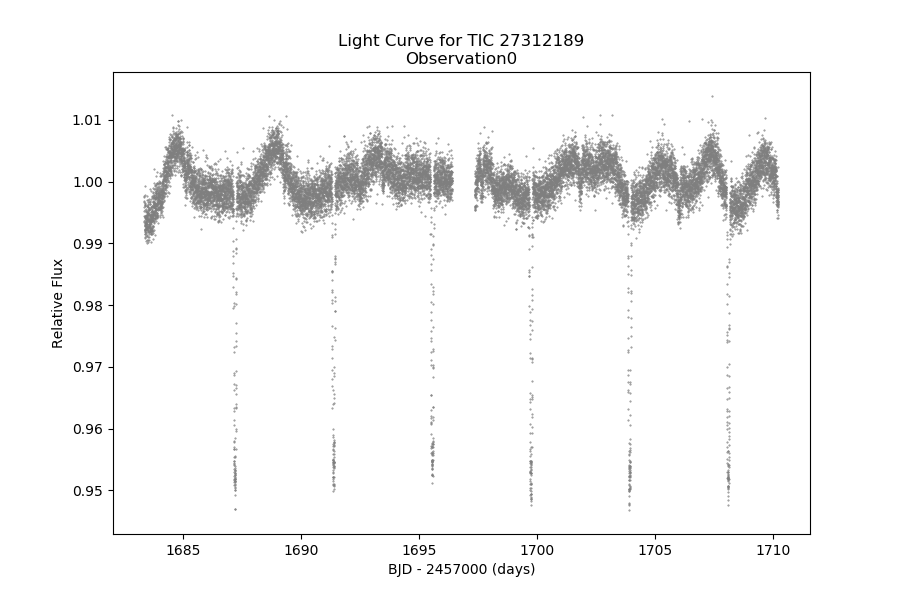 Light Curve for TIC 27312189
Observation0
1.01
1.00
0.99
0.98
0.97
0.96
0.95
Relative Flux
1685 1690 1695 1700 1705 1710
BJD - 2457000 (days)